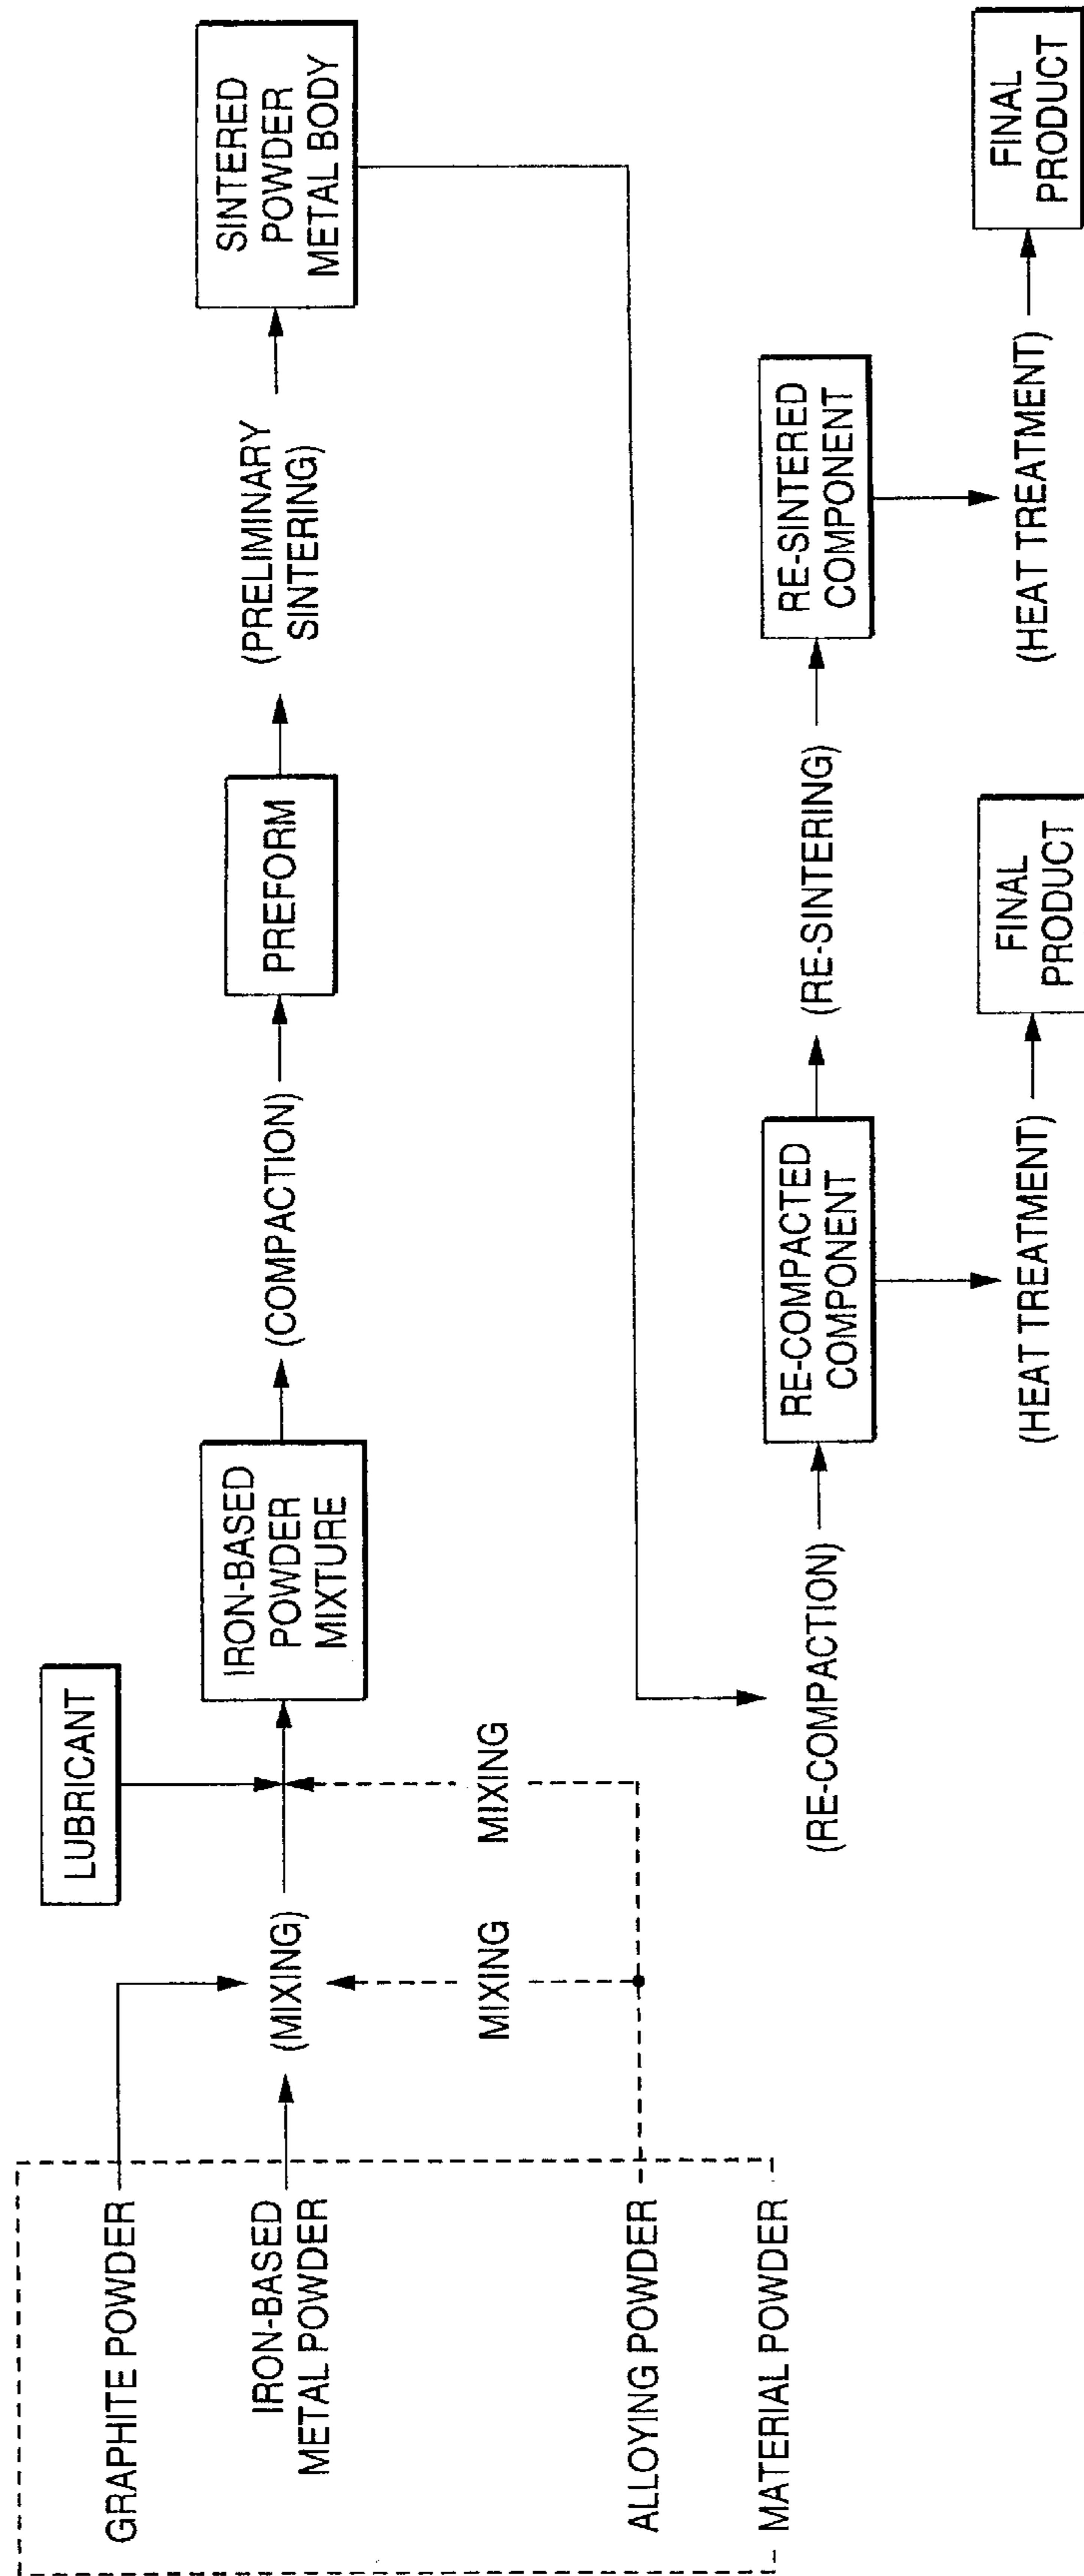 GRAPHITE POWDER
IRON-BASED
METAL POWDER
ALLOYING POWDER
MATERIAL POWDER
(MIXING)
MIXING
MIXING
LUBRICANT
IRON-BASED
POWDER
MIXTURE
(COMPACTION)
PREFORM
(PRELIMINARY
SINTERING)
SINTERED
POWDER
METAL BODY
(RE-COMPACTION)
RE-COMPACTED
COMPONENT
(HEAT TREATMENT)
FINAL
PRODUCT
(RE-SINTERING)
RE-SINTERED
COMPONENT
(HEAT TREATMENT)
FINAL
PRODUCT